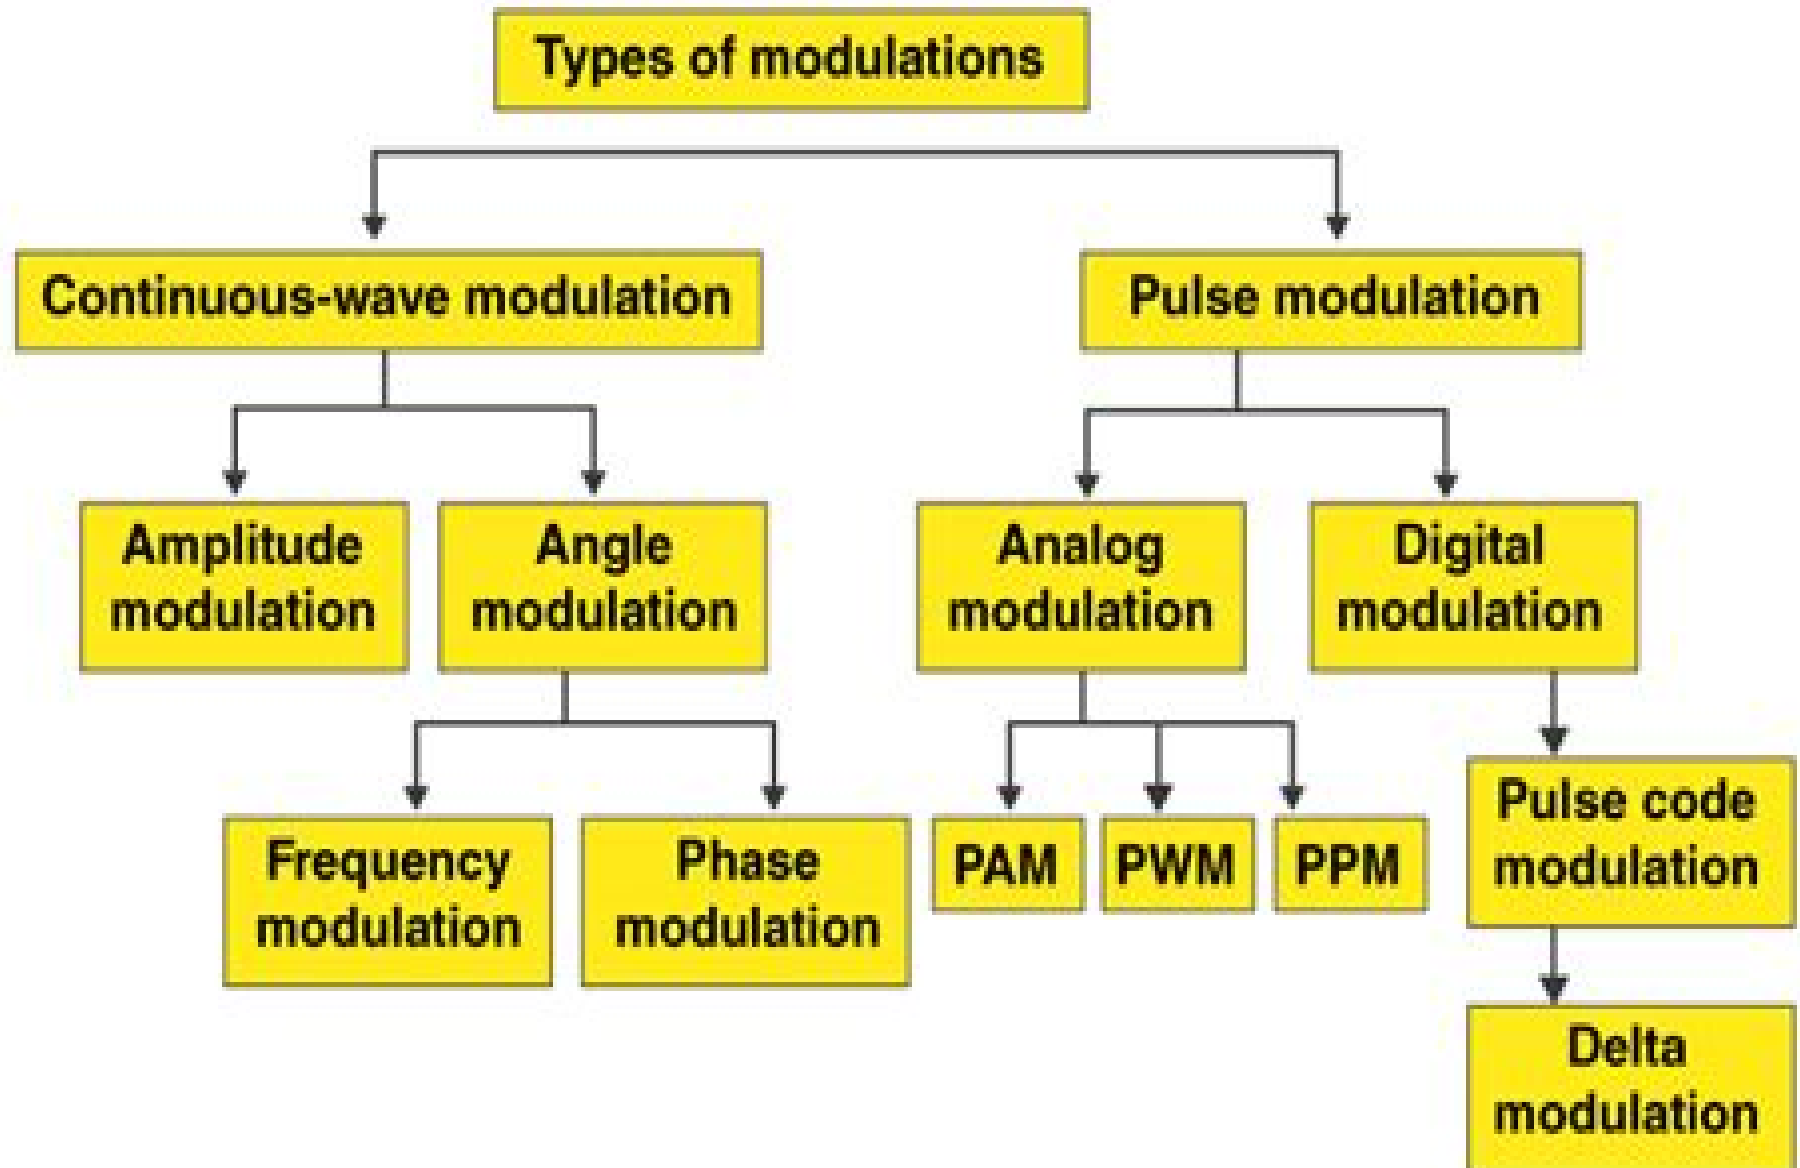 Types of modulations
Continuous-wave modulation
Pulse modulation
Amplitude
modulation
Angle
modulation
Analog
modulation
Digital
modulation
Frequency
modulation
Phase
modulation
PAM
PWM
PPM
Pulse code
modulation
Delta
modulation